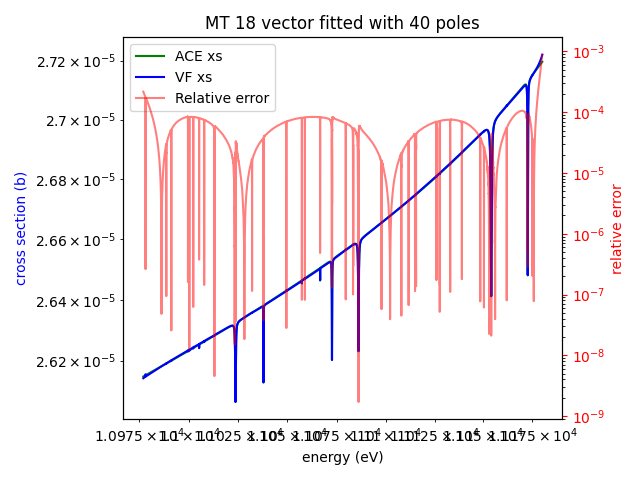 MT 18 vector fitted with 40 poles
ACE xs
VF xs
Relative error
2.72 × 10⁻⁵
2.7 × 10⁻⁵
2.68 × 10⁻⁵
2.66 × 10⁻⁵
2.64 × 10⁻⁵
2.62 × 10⁻⁵
cross section (b)
10⁻³
10⁻⁴
10⁻⁵
10⁻⁶
10⁻⁷
10⁻⁸
10⁻⁹
relative error
energy (eV)